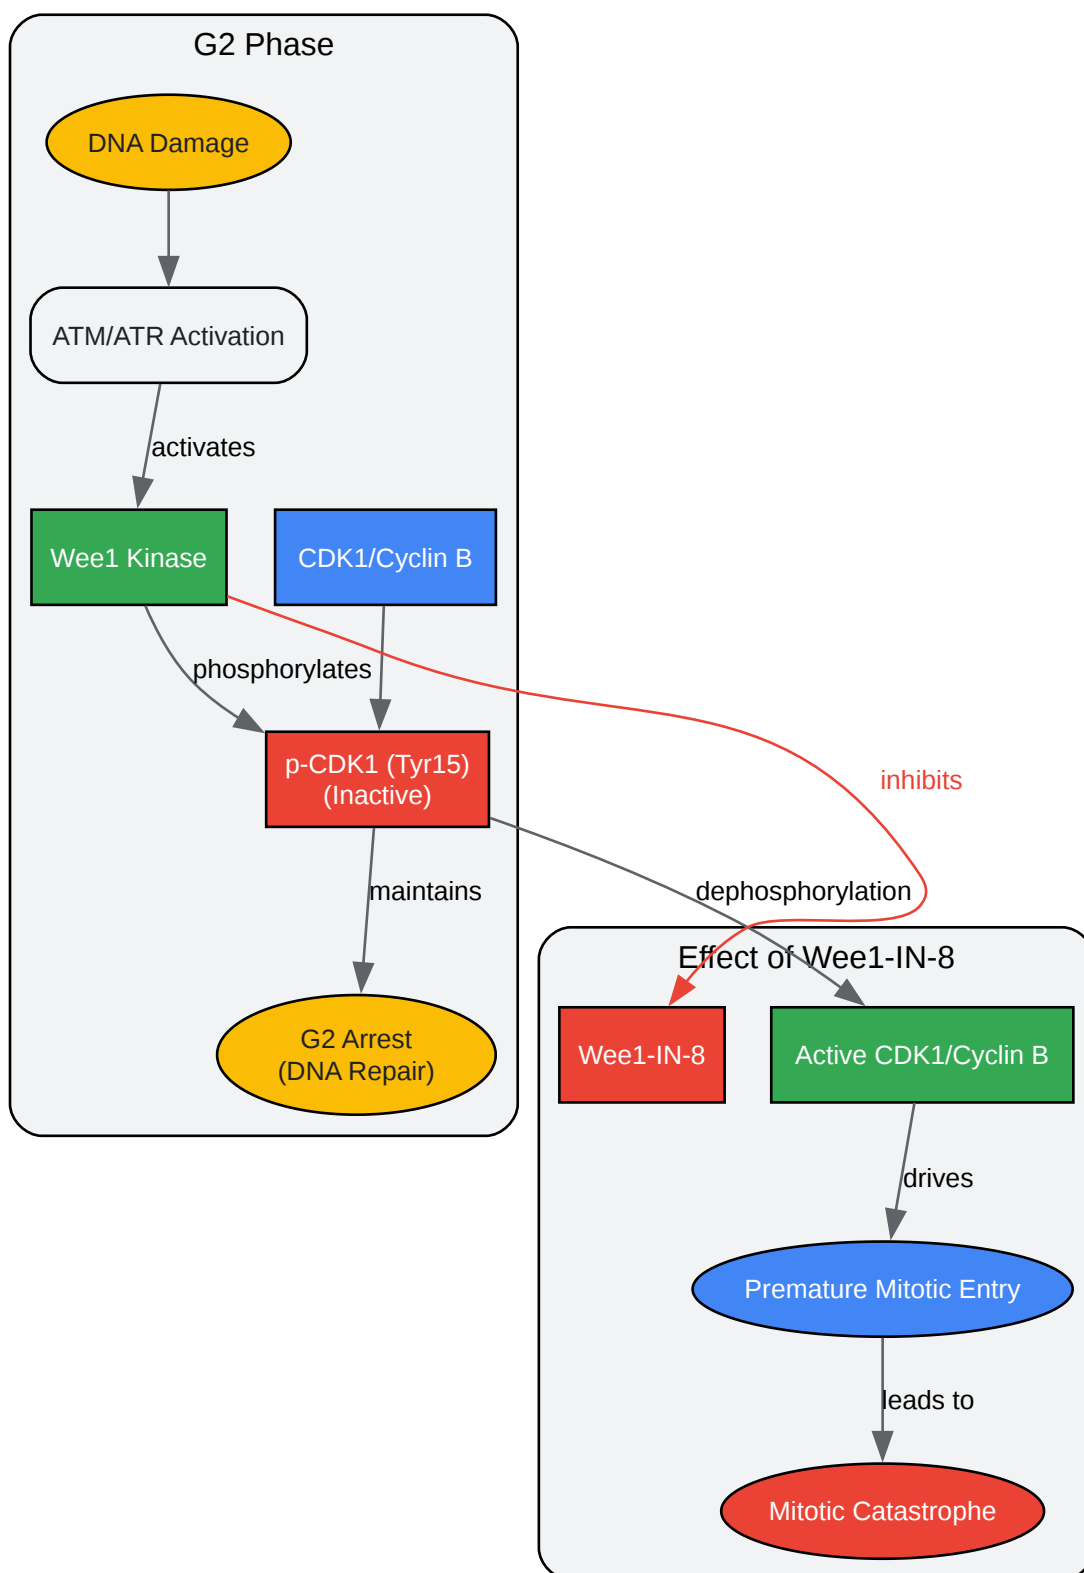 G2 Phase
DNA Damage
ATM/ATR Activation
activates
Wee1 Kinase
CDK1/Cyclin B
phosphorylates
p-CDK1 (Tyr15)
(Inactive)
inhibits
maintains
dephosphorylation
Effect of Wee1-IN-8
G2 Arrest
(DNA Repair)
Wee1-IN-8
Active CDK1/Cyclin B
drives
Premature Mitotic Entry
leads to
Mitotic Catastrophe